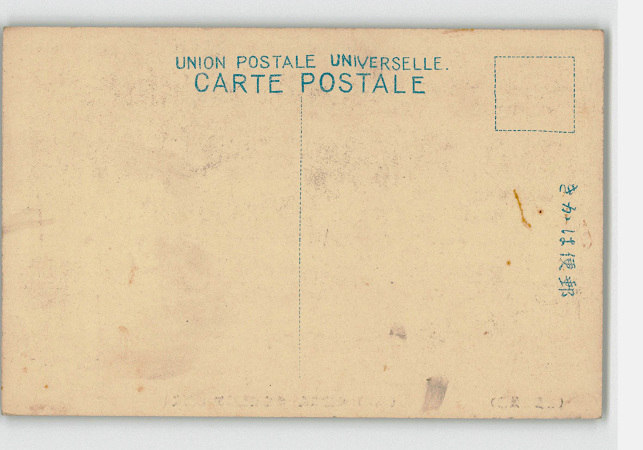 UNION POSTALE UNIVERSELLE.
CARTE POSTALE
郵便はかき